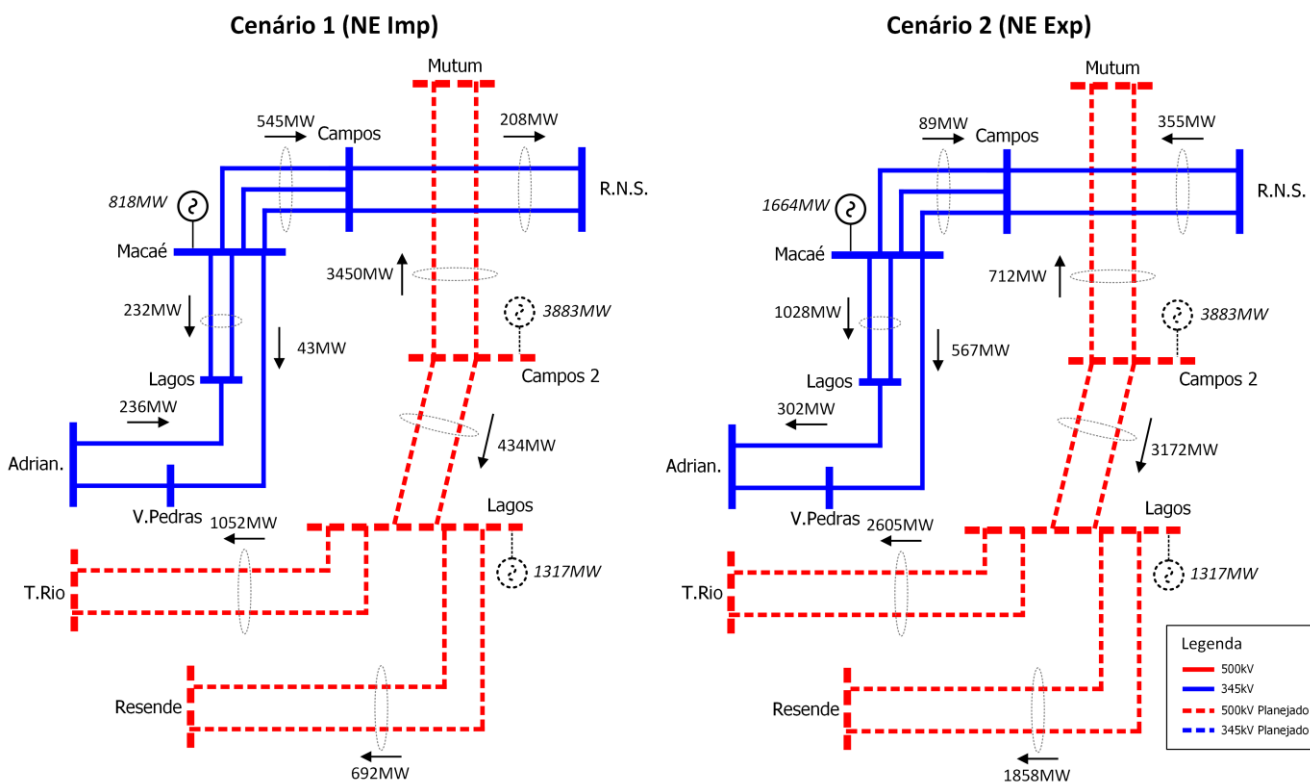 Cenário 1 (NE Imp)
Mutum
545MW
Campos
208MW
R.N.S.
818MW
Macaé
3450MW
232MW
43MW
3883MW
Lagos
Campos 2
236MW
434MW
Adrian.
V.Pedras
Lagos
1052MW
1317MW
T.Rio
Resende
692MW
Cenário 2 (NE Exp)
Mutum
89MW
Campos
355MW
R.N.S.
1664MW
Macaé
712MW
1028MW
567MW
3883MW
Lagos
Campos 2
302MW
3172MW
Adrian.
V.Pedras
Lagos
2605MW
1317MW
T.Rio
Resende
1858MW
Legenda
500kV
345kV
500kV Planejado
345kV Planejado